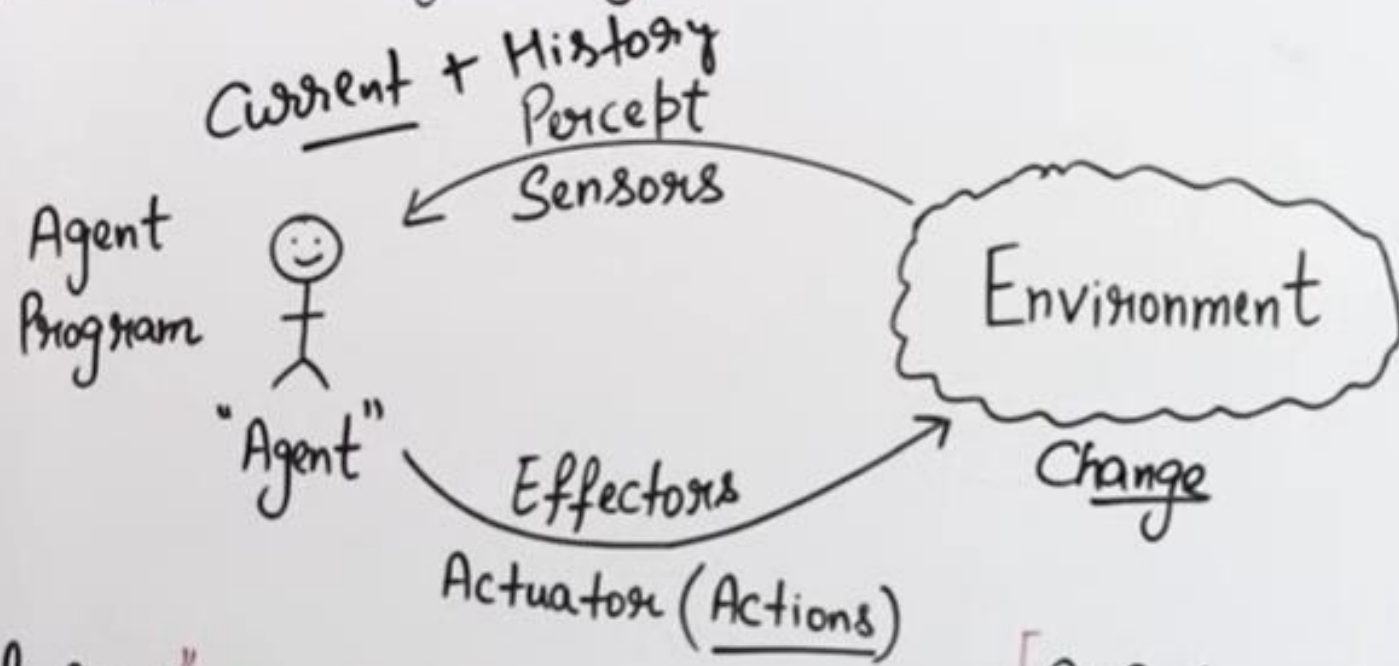 Current + History
Percept
Sensors
Agent
Program
"Agent"
Environment
Change
Effectors
Actuator (Actions)